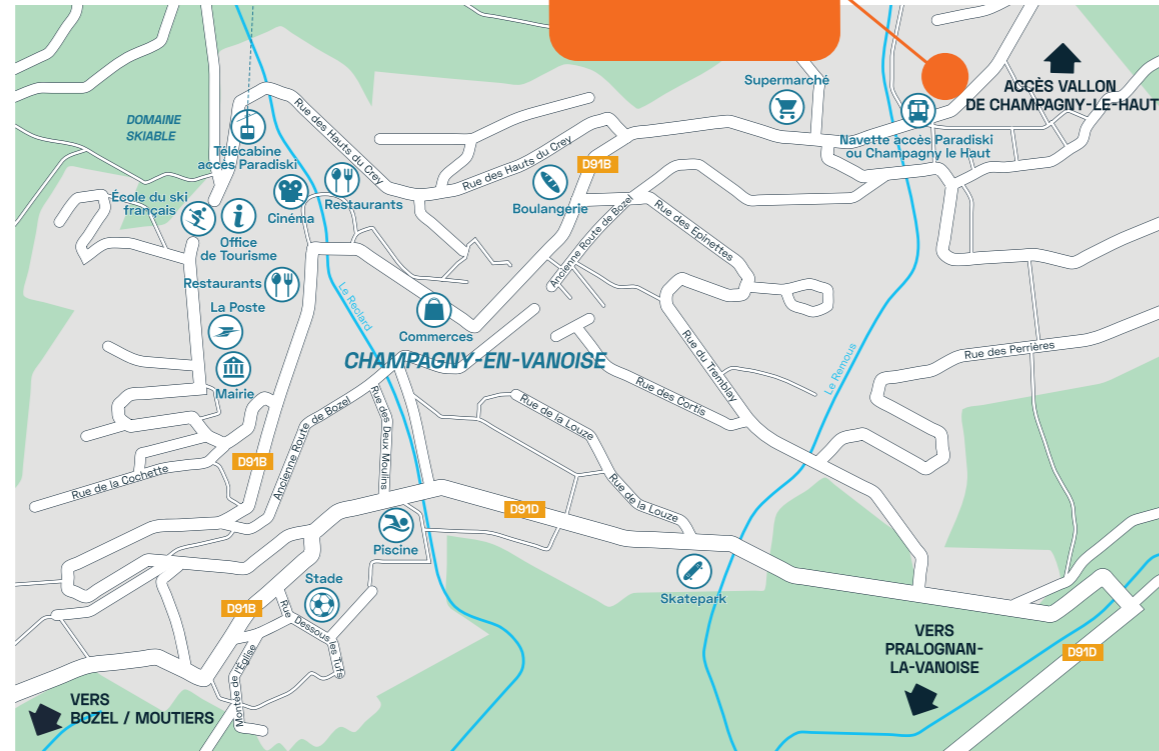 Supermarché
ACCÈS VALLON
DE CHAMPAGNY-LE-HAUT
DOMAINE
SKIABLE
Rue des Hauts du Crey
Navette accès Paradiski
ou Champagny le Haut
Télécabine
accès Paradiski
Rue des Hauts du Crey
D91B
École du ski
français
Cinéma
Restaurants
Boulangerie
Ancienne Route de Bozel
Rue des Epinettes
Office
de Tourisme
Restaurants
Le Reclard
La Poste
Commerces
CHAMPAGNY-EN-VANOISE
Rue du Tremblay
Le Remous
Rue des Perrières
Mairie
Rue des Cortis
Ancienne Route de Bozel
Rue des Deux Moulins
Rue de la Louze
D91B
Rue de la Cochette
Rue de la Louze
D91D
Piscine
Stade
Skatepark
D91B
Rue Dessous les Tufs
Montée de l'Église
VERS
PRALOGNAN-
LA-VANOISE
D91D
VERS
BOZEL / MOUTIERS